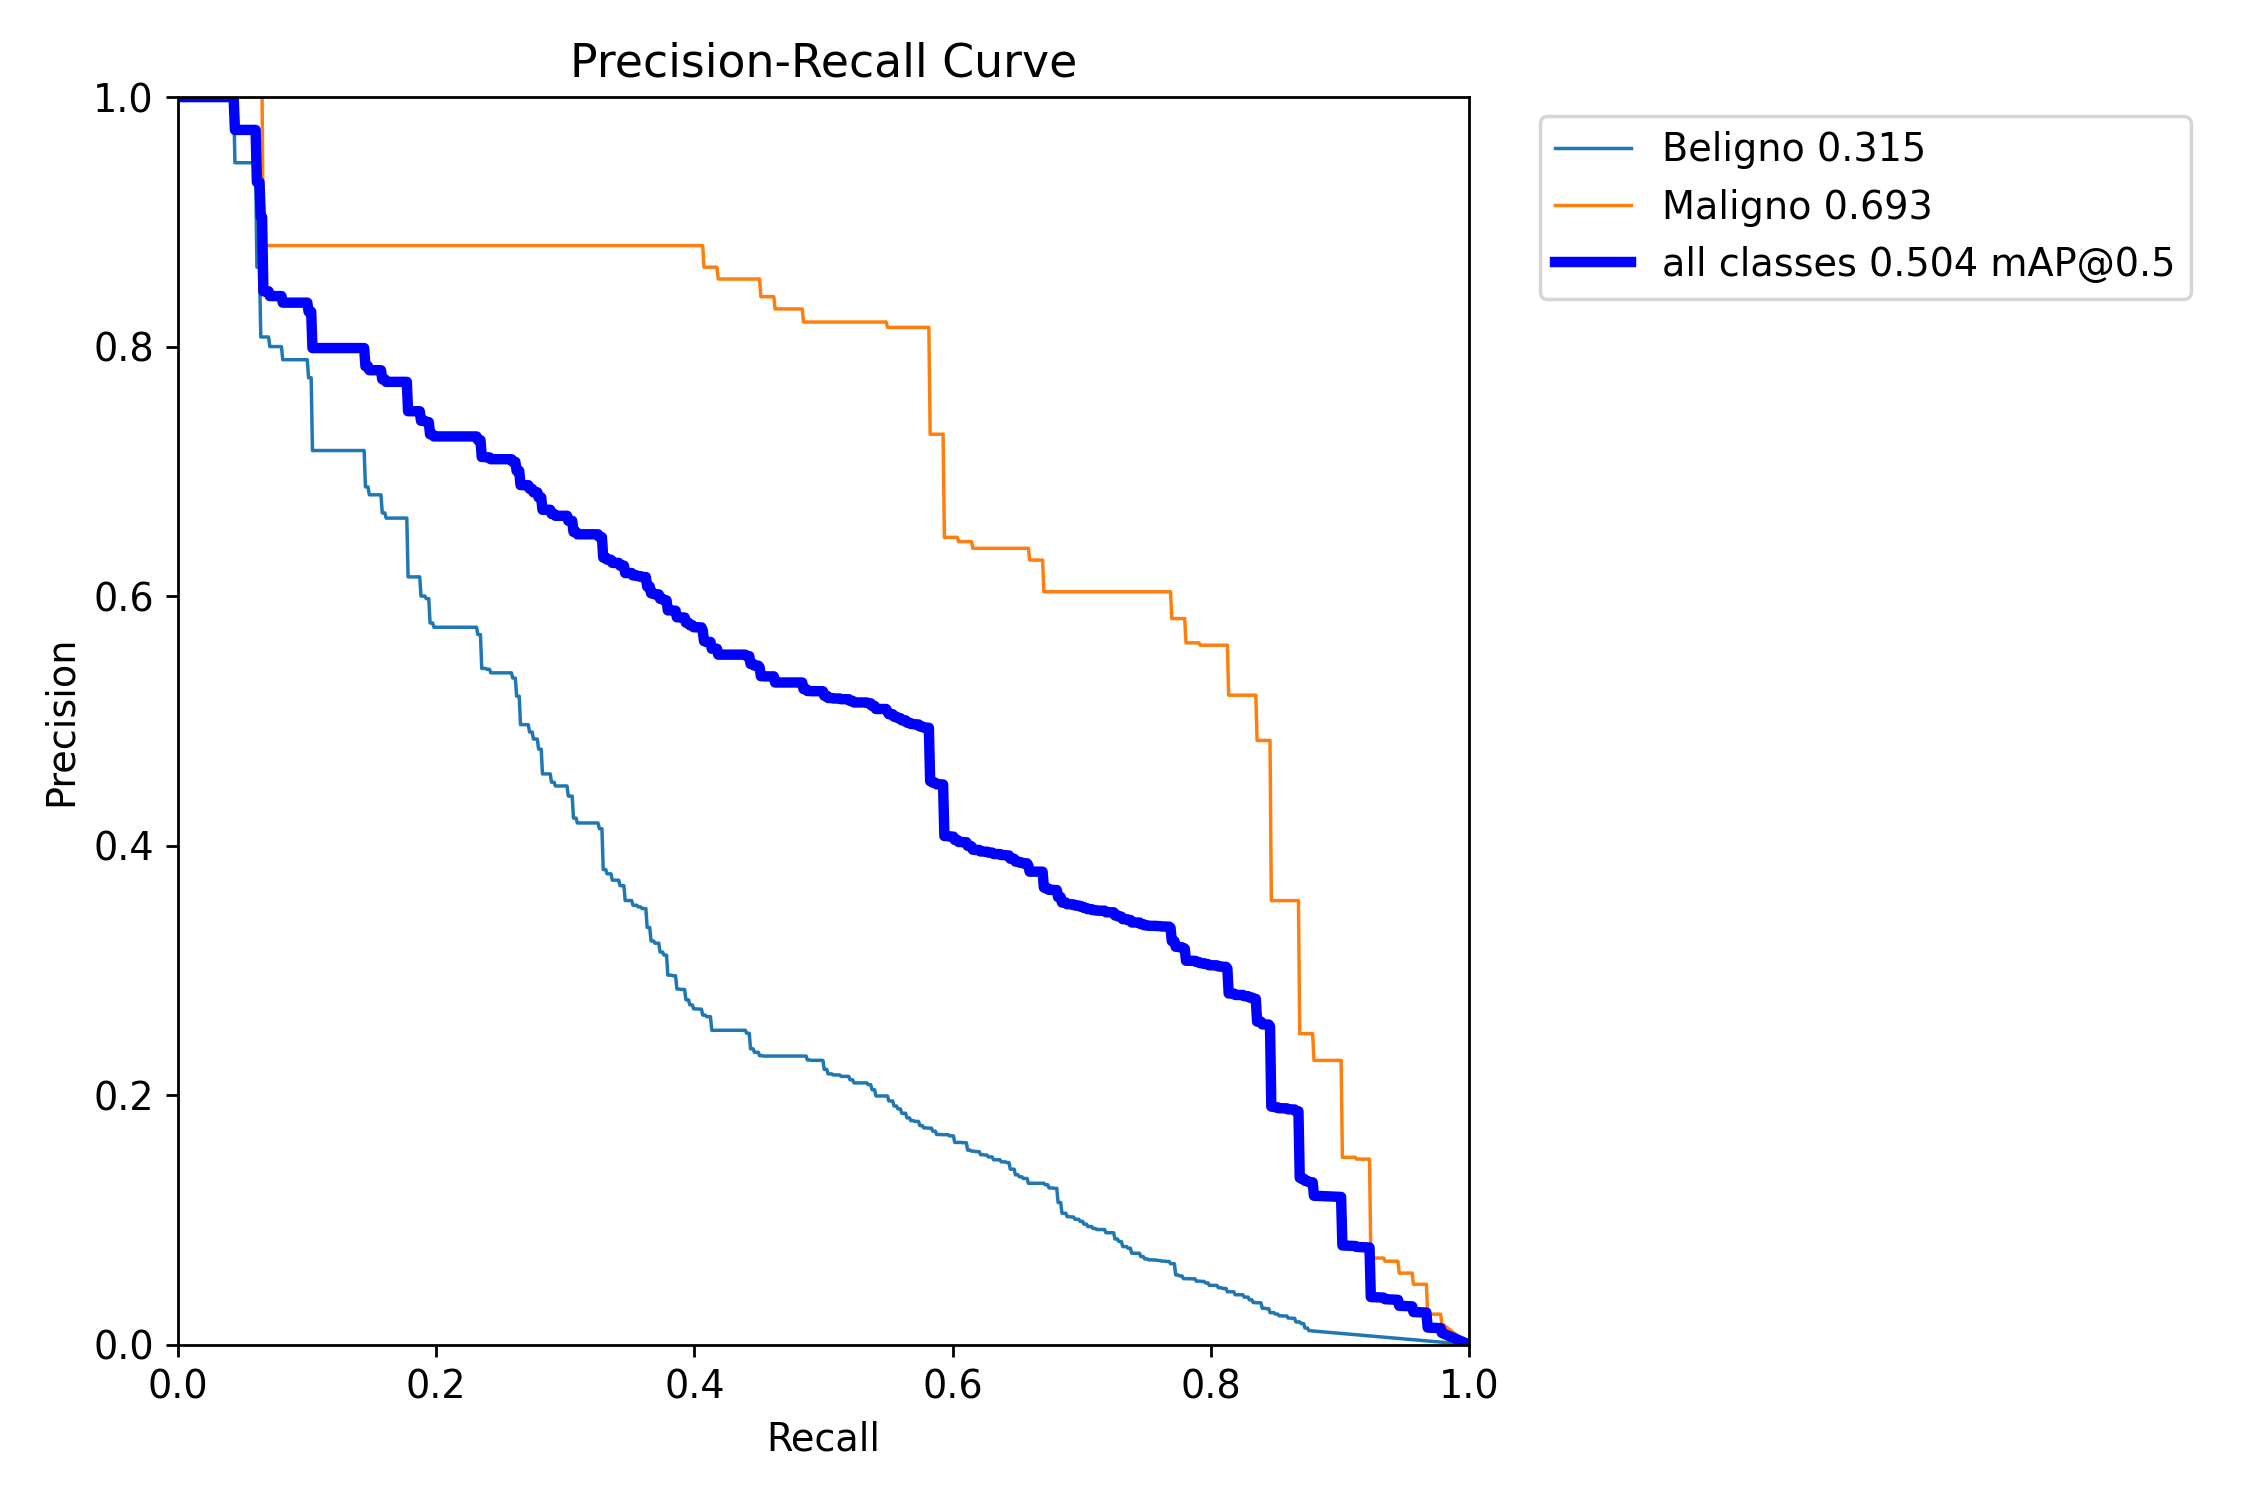 Precision-Recall Curve
1.0
0.8
0.6
0.4
0.2
0.0
Precision
0.0 0.2 0.4 0.6 0.8 1.0
Recall
Beligno 0.315
Maligno 0.693
all classes 0.504 mAP@0.5